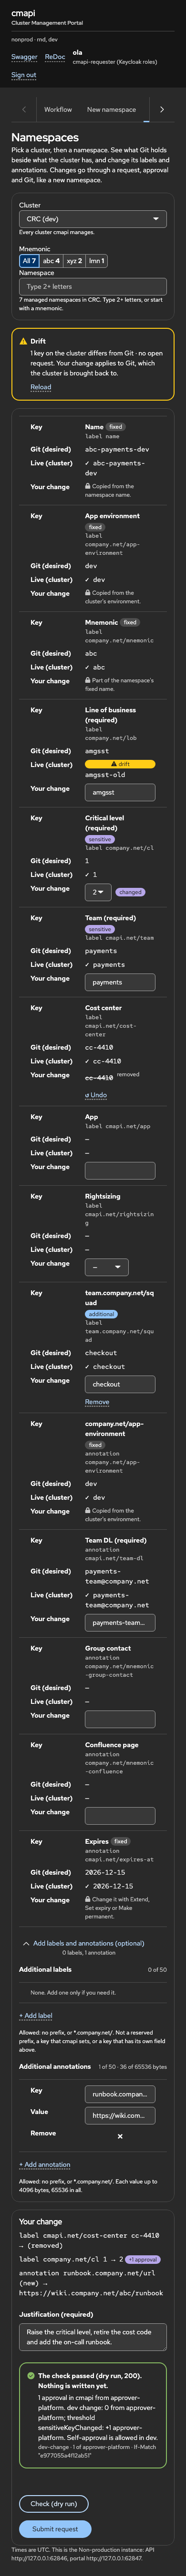 cmapi
Cluster Management Portal
nonprod · rnd, dev
Swagger
ReDoc
ola
cmapi-requester (Keycloak roles)
Sign out
Workflow
New namespace
Namespaces
Pick a cluster, then a namespace. See what Git holds
beside what the cluster has, and change its labels and
annotations. Changes go through a request, approval
and Git, like a new namespace.
Cluster
CRC (dev)
Every cluster cmapi manages.
Mnemonic
All 7
abc 4
xyz 2
lmn 1
Namespace
Type 2+ letters
7 managed namespaces in CRC. Type 2+ letters, or start
with a mnemonic.
Drift
1 key on the cluster differs from Git · no open
request. Your change applies to Git, which
the cluster is brought back to.
Reload
Key
Name fixed
label name
Git (desired)
abc-payments-dev
Live (cluster)
✓ abc-payments-
dev
Your change
Copied from the
namespace name.
Key
App environment
fixed
label
company.net/app-
environment
Git (desired)
dev
Live (cluster)
✓ dev
Your change
Copied from the
cluster's environment.
Key
Mnemonic fixed
label
company.net/mnemonic
Git (desired)
abc
Live (cluster)
✓ abc
Your change
Part of the namespace's
fixed name.
Key
Line of business
(required)
label
company.net/lob
Git (desired)
amgsst
Live (cluster)
drift
amgsst-old
Your change
amgsst
Key
Critical level
(required)
sensitive
label company.net/cl
Git (desired)
1
Live (cluster)
✓ 1
Your change
2
changed
Key
Team (required)
sensitive
label cmapi.net/team
Git (desired)
payments
Live (cluster)
✓ payments
Your change
payments
Key
Cost center
label
cmapi.net/cost-
center
Git (desired)
cc-4410
Live (cluster)
✓ cc-4410
Your change
cc-4410 removed
↺ Undo
Key
App
label cmapi.net/app
Git (desired)
—
Live (cluster)
—
Your change
Key
Rightsizing
label
cmapi.net/rightsizin
g
Git (desired)
—
Live (cluster)
—
Your change
—
Key
team.company.net/sq
uad
additional
label
team.company.net/squ
ad
Git (desired)
checkout
Live (cluster)
✓ checkout
Your change
checkout
Remove
Key
company.net/app-
environment
fixed
annotation
company.net/app-
environment
Git (desired)
dev
Live (cluster)
✓ dev
Your change
Copied from the
cluster's environment.
Key
Team DL (required)
annotation
cmapi.net/team-dl
Git (desired)
payments-
team@company.net
Live (cluster)
✓ payments-
team@company.net
Your change
payments-team...
Key
Group contact
annotation
company.net/mnemonic
-group-contact
Git (desired)
—
Live (cluster)
—
Your change
Key
Confluence page
annotation
company.net/mnemonic
-confluence
Git (desired)
—
Live (cluster)
—
Your change
Key
Expires fixed
annotation
cmapi.net/expires-at
Git (desired)
2026-12-15
Live (cluster)
✓ 2026-12-15
Your change
Change it with Extend,
Set expiry or Make
permanent.
Add labels and annotations (optional)
0 labels, 1 annotation
Additional labels
0 of 50
None. Add one only if you need it.
+ Add label
Allowed: no prefix, or *.company.net/. Not a reserved
prefix, a key that cmapi sets, or a key that has its own field
above.
Additional annotations
1 of 50 · 36 of 65536 bytes
Key
runbook.compan...
Value
https://wiki.com...
Remove
×
+ Add annotation
Allowed: no prefix, or *.company.net/. Each value up to
4096 bytes, 65536 in all.
Your change
label cmapi.net/cost-center cc-4410
→ (removed)
label company.net/cl 1 → 2 +1 approval
annotation runbook.company.net/url
(new) →
https://wiki.company.net/abc/runbook
Justification (required)
Raise the critical level, retire the cost code
and add the on-call runbook.
The check passed (dry run, 200).
Nothing is written yet.
1 approval in cmapi from approver-
platform. dev change: 0 from approver-
platform; threshold
sensitiveKeyChanged: +1 approver-
platform. Self-approval is allowed in dev.
dev-change · 1 of approver-platform · If-Match
"e977055a4f12ab51"
Check (dry run)
Submit request
Times are UTC. This is the Non-production instance: API
http://127.0.0.1:62846, portal http://127.0.0.1:62847.